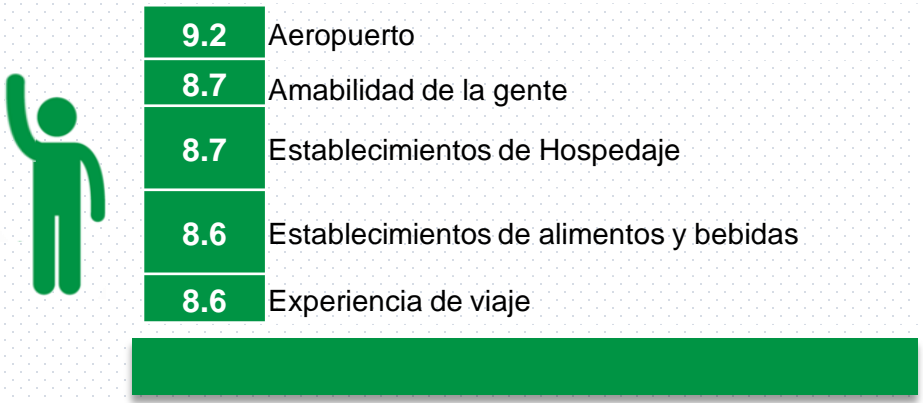 9.2 Aeropuerto
8.7 Amabilidad de la gente
8.7 Establecimientos de Hospedaje
8.6 Establecimientos de alimentos y bebidas
8.6 Experiencia de viaje